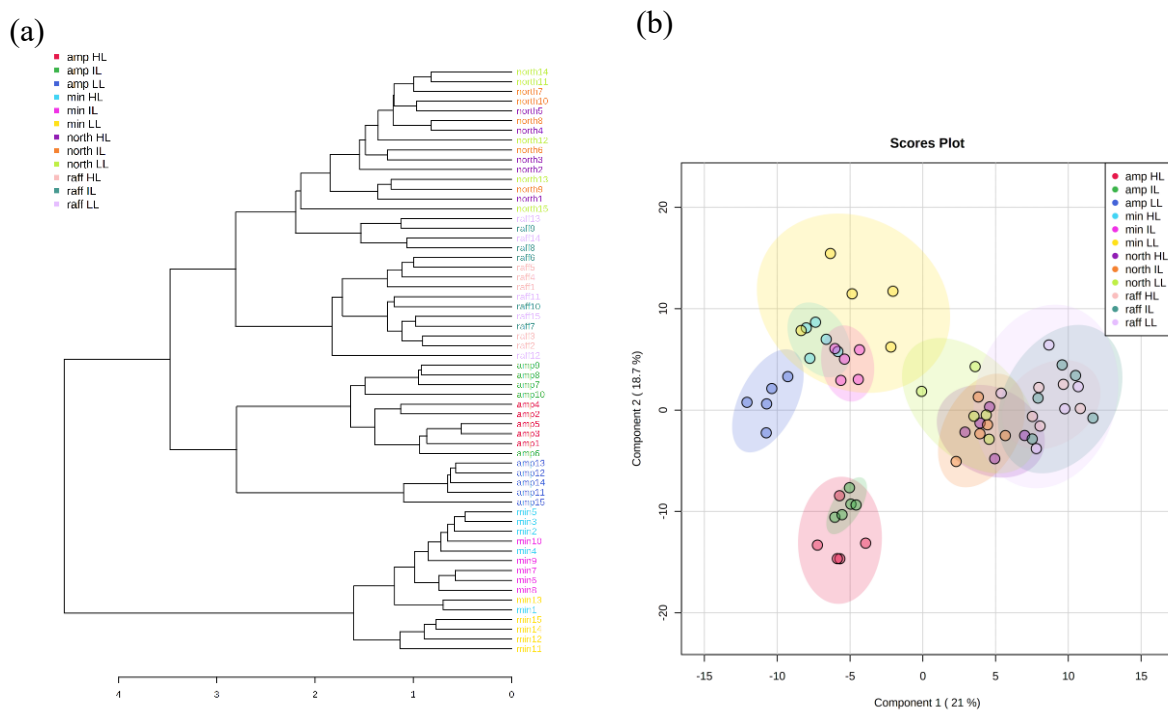 (a)
amp HL
amp IL
amp LL
min HL
min IL
min LL
north HL
north IL
north LL
raff HL
raff IL
raff LL
north14
north11
north7
north10
north5
north8
north4
north12
north6
north3
north2
north13
north9
north1
north15
raff13
raff9
raff14
raff8
raff6
raff5
raff4
raff1
raff11
raff10
raff15
raff7
raff3
raff2
raff12
amp9
amp8
amp7
amp10
amp4
amp2
amp5
amp3
amp1
amp6
amp13
amp12
amp14
amp11
amp15
min5
min3
min2
min10
min4
min9
min7
min6
min8
min13
min1
min15
min14
min12
min11
4 3 2 1 0
(b)
Scores Plot
amp HL
amp IL
amp LL
min HL
min IL
min LL
north HL
north IL
north LL
raff HL
raff IL
raff LL
Component 2 ( 18.7 %)
20
10
0
-10
-20
-15 -10 -5 0 5 10 15
Component 1 ( 21 %)